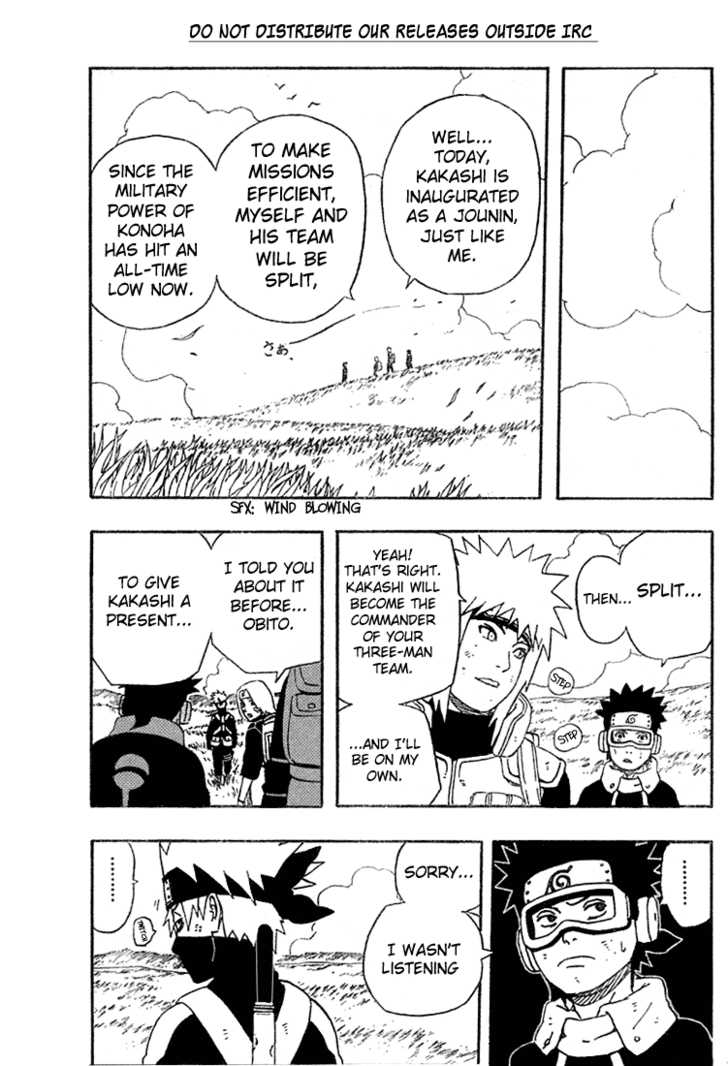 DO NOT DISTRIBUTE OUR RELEASES OUTSIDE IRC
WELL...
TODAY,
KAKASHI IS
INAUGURATED
AS A JOUNIN,
JUST LIKE
ME.
TO MAKE
MISSIONS
EFFICIENT,
MYSELF AND
HIS TEAM
WILL BE
SPLIT,
SINCE THE
MILITARY
POWER OF
KONOHA
HAS HIT AN
ALL-TIME
LOW NOW.
さあ、
SFX: WIND BLOWING
SPLIT...
THEN...
YEAH!
THAT'S RIGHT.
KAKASHI WILL
BECOME THE
COMMANDER
OF YOUR
THREE-MAN
TEAM.
STEP
STEP
...AND I'LL
BE ON MY
OWN.
I TOLD YOU
ABOUT IT
BEFORE...
OBITO.
TO GIVE
KAKASHI A
PRESENT...
........
SORRY...
I WASN'T
LISTENING
........